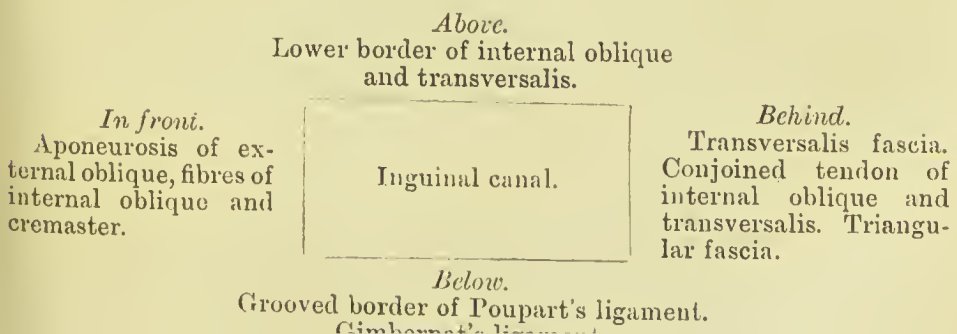 Above.
Lower border of internal oblique
and transversalis.
In front.
Aponeurosis of ex-
ternal oblique, fibres of
internal oblique and
cremaster.
Inguinal canal.
Behind.
Transversalis fascia.
Conjoined tendon of
internal oblique and
transversalis. Triangu-
lar fascia.
Below.
Grooved border of Poupart's ligament.
Gimbernat's ligament.